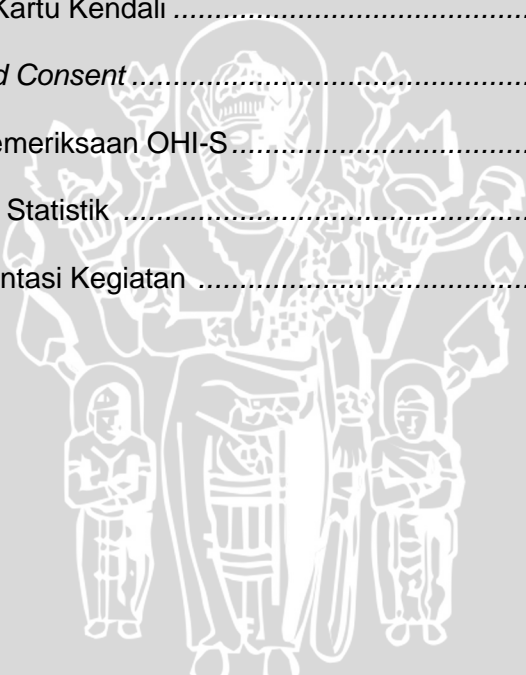 Kartu Kendali ................................................
d Consent ................................................
emeriksaan OHI-S ................................................
Statistik ................................................
ntasi Kegiatan ................................................